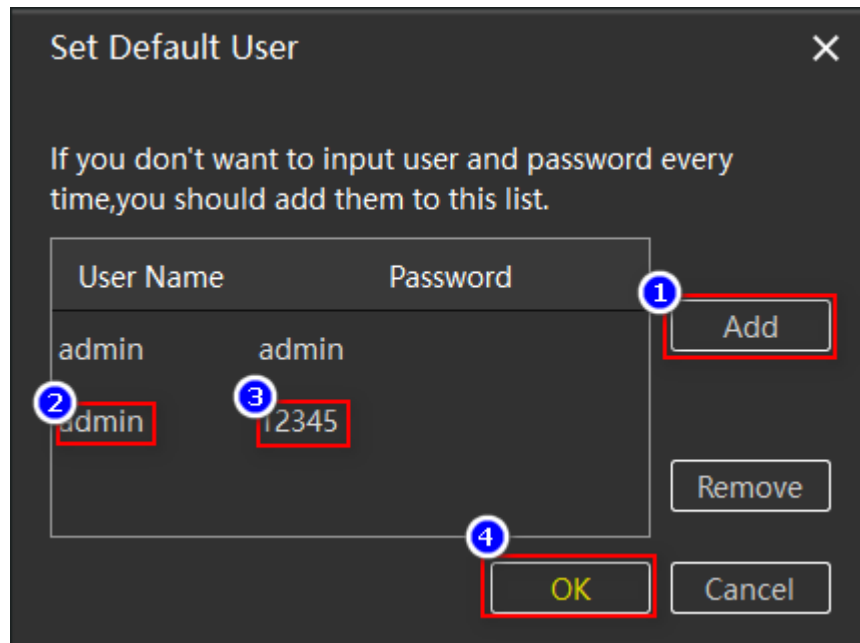 Set Default User
If you don't want to input user and password every
time,you should add them to this list.
User Name Password
1
Add
admin admin
2 admin 3 12345
Remove
4
OK Cancel